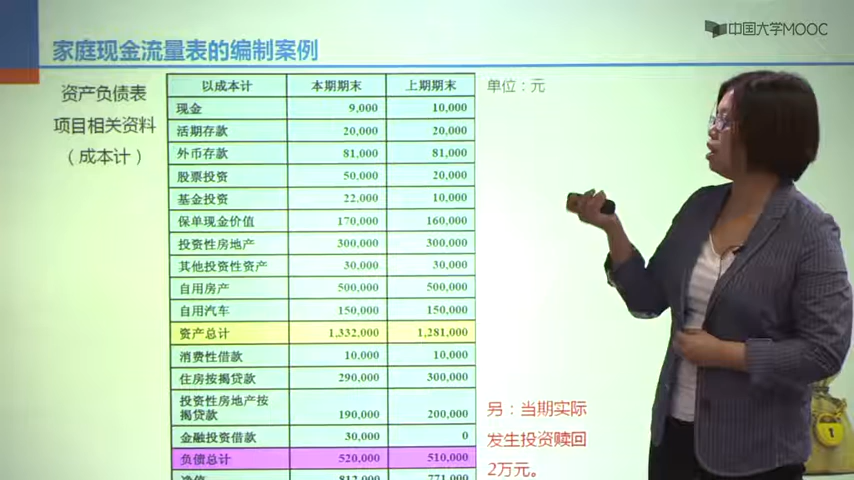 中国大学MOOC
家庭现金流量表的编制案例
资产负债表
项目相关资料
（成本计）
单位：元
以成本计 本期期末 上期期末
现金 9,000 10,000
活期存款 20,000 20,000
外币存款 81,000 81,000
股票投资 50,000 20,000
基金投资 22,000 10,000
保单现金价值 170,000 160,000
投资性房地产 300,000 300,000
其他投资性资产 30,000 30,000
自用房产 500,000 500,000
自用汽车 150,000 150,000
资产总计 1,332,000 1,281,000
消费性借款 10,000 10,000
住房按揭贷款 290,000 300,000
投资性房地产按
揭贷款 190,000 200,000
金融投资借款 30,000 0
负债总计 520,000 510,000
净值 812,000 771,000
另：当期实际
发生投资赎回
2万元。